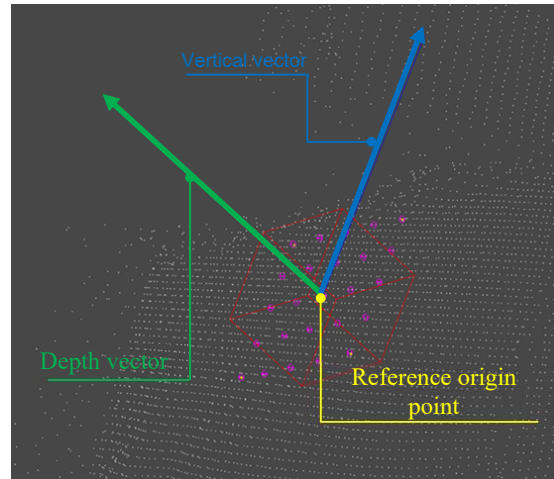 Vertical vector
Depth vector
Reference origin
point